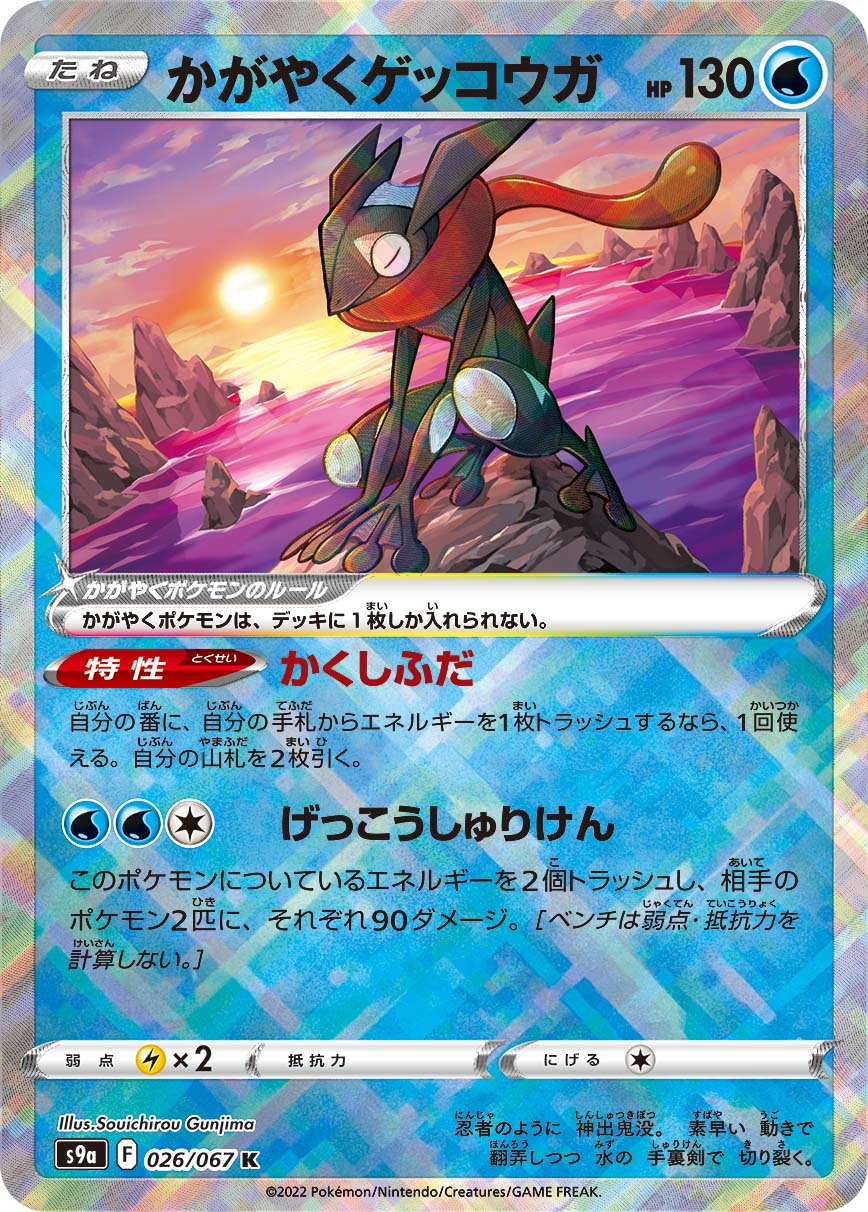 たね かがやくゲッコウガ HP 130
かがやくポケモンのルール
かがやくポケモンは、デッキに1枚しか入れられない。
特性 かくしふだ
自分の番に、自分の手札からエネルギーを1枚トラッシュするなら、1回使
える。自分の山札を2枚引く。
げっこうしゅりけん
このポケモンについているエネルギーを2個トラッシュし、相手の
ポケモン2匹に、それぞれ90ダメージ。[ベンチは弱点・抵抗力を
計算しない。]
弱点 ×2 抵抗力 にげる
Illus.Souichirou Gunjima
忍者のように 神出鬼没。 素早い 動きで
翻弄しつつ 水の 手裏剣で 切り裂く。
s9a F 026/067 K
©2022 Pokémon/Nintendo/Creatures/GAME FREAK.